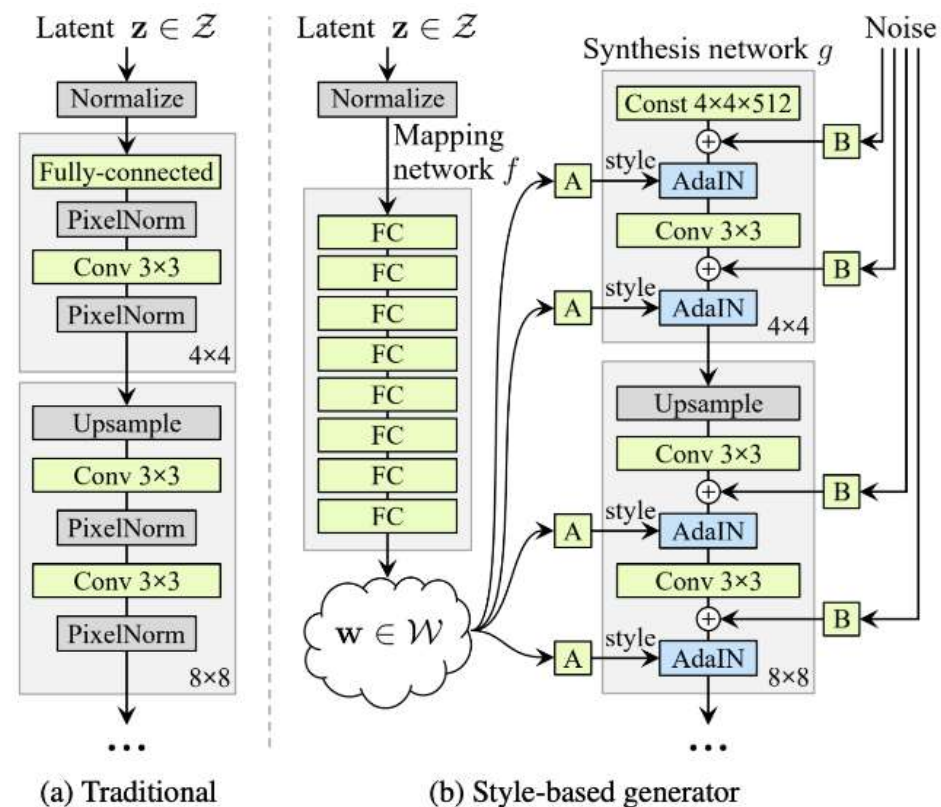 Latent z ∈ Z
Normalize
Fully-connected
PixelNorm
Conv 3×3
PixelNorm
4×4
Upsample
Conv 3×3
PixelNorm
Conv 3×3
PixelNorm
8×8
...
(a) Traditional
Latent z ∈ Z
Normalize
Mapping
network f
FC
FC
FC
FC
FC
FC
FC
FC
w ∈ W
A
style
A
style
A
style
A
style
Synthesis network g
Const 4×4×512
+
AdaIN
Conv 3×3
+
AdaIN
4×4
Upsample
Conv 3×3
+
AdaIN
Conv 3×3
+
AdaIN
8×8
...
Noise
B
B
B
B
(b) Style-based generator